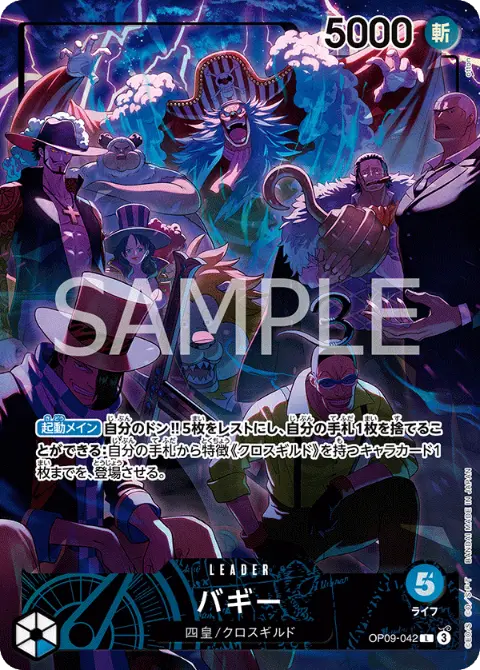 5000
斬
SAMPLE
起動メイン 自分のドン!!5枚をレストにし、自分の手札1枚を捨てるこ
とができる：自分の手札から特徴《クロスギルド》を持つキャラカード1
枚までを、登場させる。
LEADER
バギー
四皇/クロスギルド
5
ライフ
OP09-042 L 3
BANDAI MADE IN JAPAN